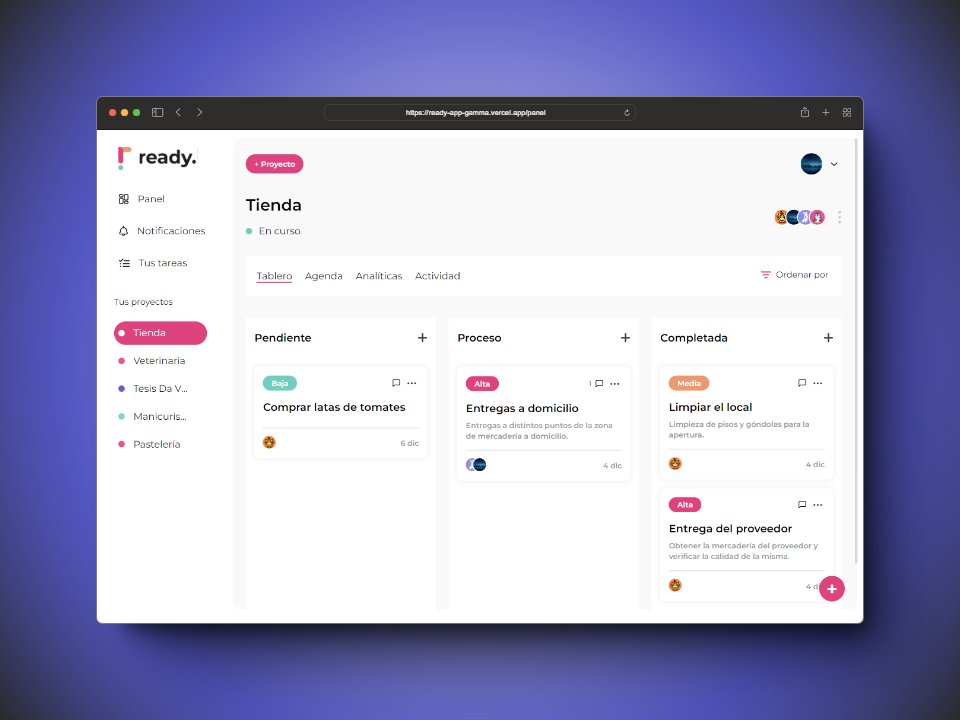 https://ready-app-gamma.vercel.app/panel
ready.
Panel
Notificaciones
Tus tareas
Tus proyectos
Tienda
Veterinaria
Tesis Da V...
Manicuris...
Pastelería
+ Proyecto
Tienda
En curso
Tablero Agenda Analíticas Actividad
Ordenar por
Pendiente
Baja
Comprar latas de tomates
6 dic
Proceso
Alta
1
Entregas a domicilio
Entregas a distintos puntos de la zona
de mercadería a domicilio.
4 dic
Completada
Media
Limpiar el local
Limpieza de pisos y góndolas para la
apertura.
4 dic
Alta
Entrega del proveedor
Obtener la mercadería del proveedor y
verificar la calidad de la misma.
4 d